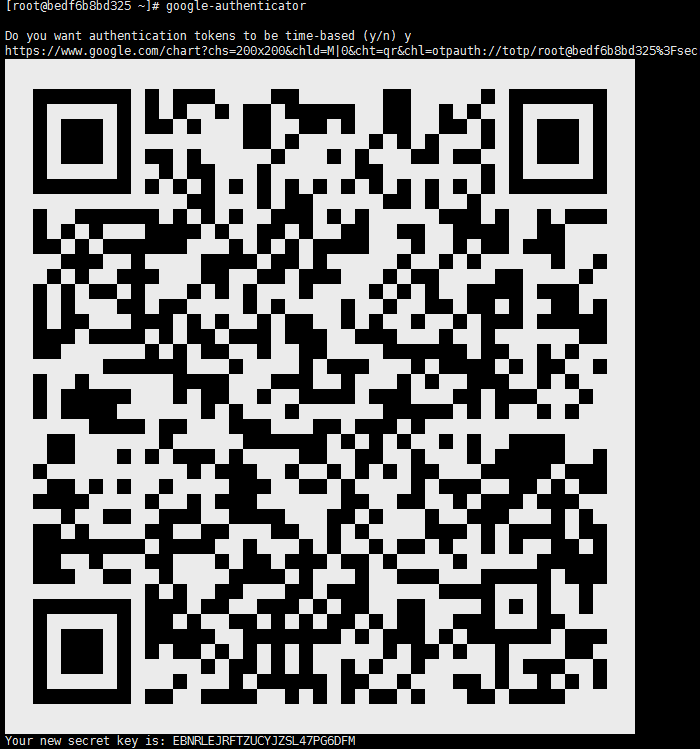 [root@bedf6b8bd325 ~]# google-authenticator
Do you want authentication tokens to be time-based (y/n) y
https://www.google.com/chart?chs=200x200&chld=M|0&cht=qr&chl=otpauth://totp/root@bedf6b8bd325%3Fsec
Your new secret key is: EBNRLEJRFTZUCYJZSL47PG6DFM